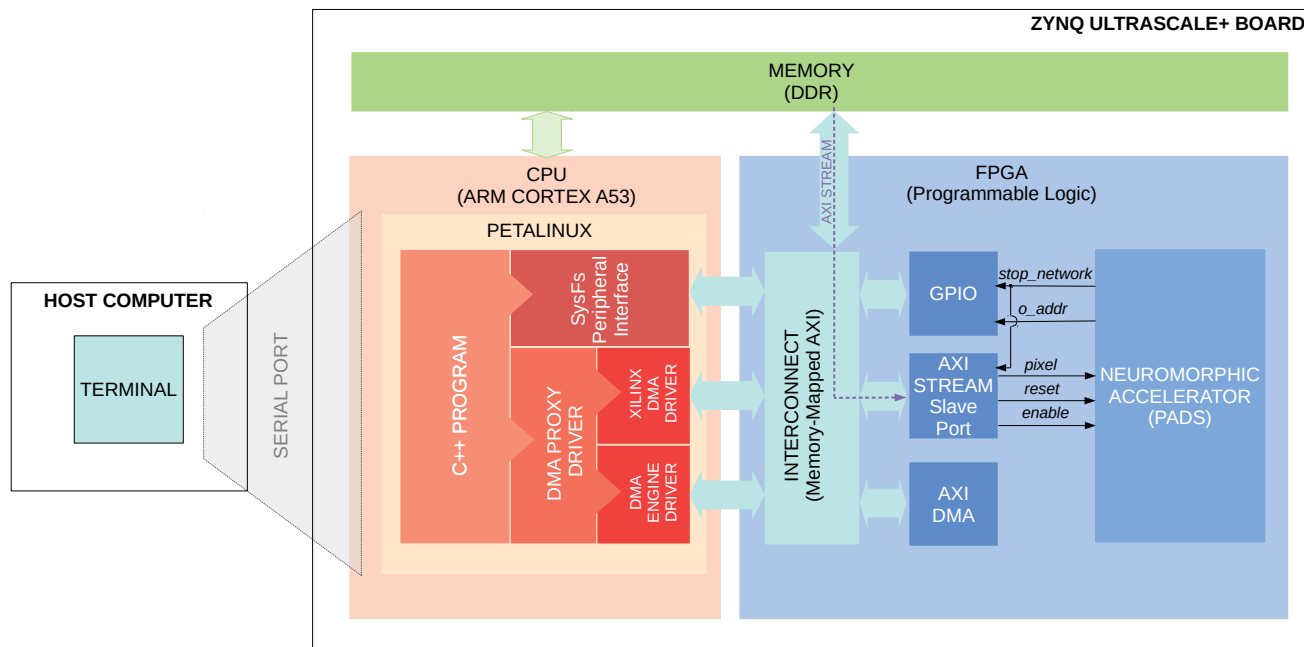 ZYNQ ULTRASCALE+ BOARD
MEMORY
(DDR)
AXI STREAM
CPU
(ARM CORTEX A53)
PETALINUX
C++ PROGRAM
SysFs
Peripheral
Interface
DMA PROXY
DRIVER
XILINX
DMA
DRIVER
DMA
ENGINE
DRIVER
HOST COMPUTER
TERMINAL
SERIAL PORT
FPGA
(Programmable Logic)
INTERCONNECT
(Memory-Mapped AXI)
GPIO
stop_network
o_addr
AXI
STREAM
Slave
Port
pixel
reset
enable
AXI
DMA
NEUROMORPHIC
ACCELERATOR
(PADS)